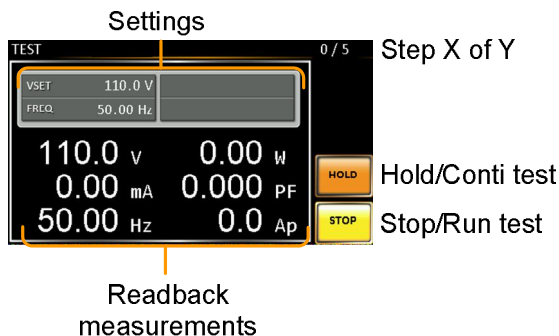 Settings
TEST 0 / 5 Step X of Y
VSET 110.0 V
FREQ 50.00 Hz
110.0 V 0.00 W
0.00 mA 0.000 PF
50.00 Hz 0.0 Ap
HOLD Hold/Conti test
STOP Stop/Run test
Readback
measurements